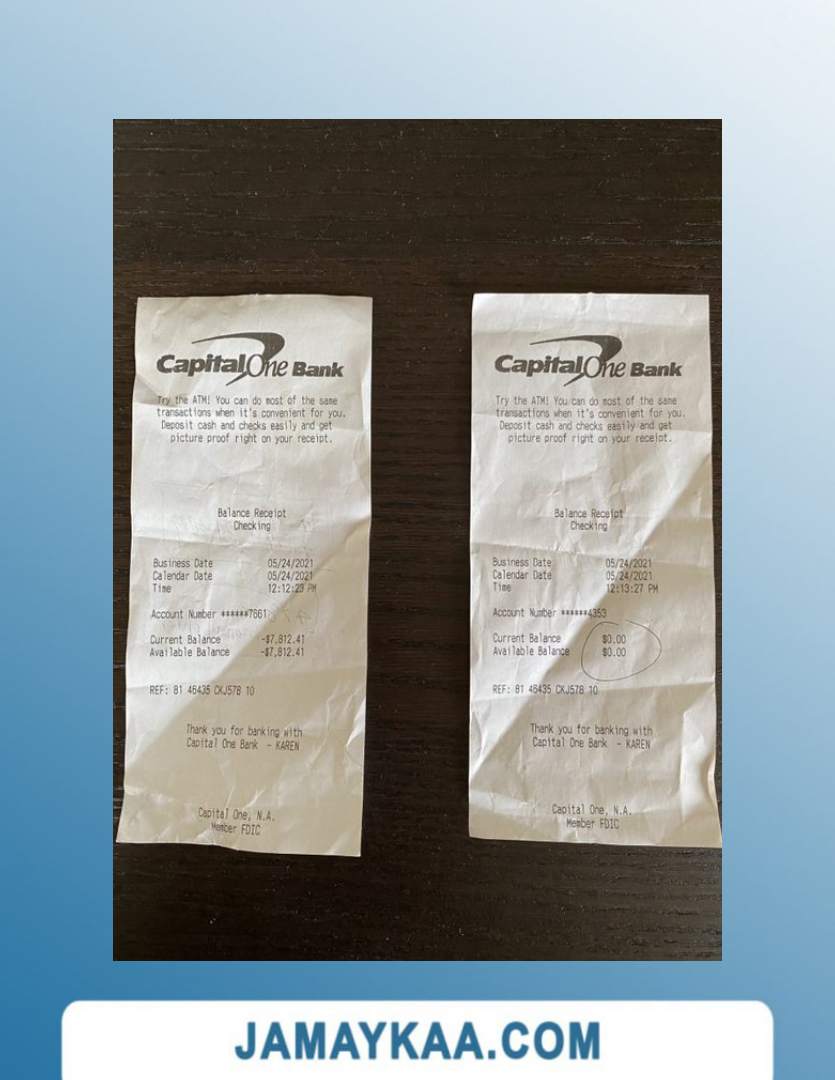 Capital One Bank
Try the ATM! You can do most of the same
transactions when it's convenient for you.
Deposit cash and checks easily and get
picture proof right on your receipt.
Balance Receipt
Checking
Business Date 05/24/2021
Calendar Date 05/24/2021
Time 12:12:23 PM
Account Number ******7661
Current Balance -$7,812.41
Available Balance -$7,812.41
REF: 81 46435 CKJ578 10
Thank you for banking with
Capital One Bank - KAREN
Capital One, N.A.
Member FDIC
Capital One Bank
Try the ATM! You can do most of the same
transactions when it's convenient for you.
Deposit cash and checks easily and get
picture proof right on your receipt.
Balance Receipt
Checking
Business Date 05/24/2021
Calendar Date 05/24/2021
Time 12:13:27 PM
Account Number ******4353
Current Balance $0.00
Available Balance $0.00
REF: 81 46435 CKJ578 10
Thank you for banking with
Capital One Bank - KAREN
Capital One, N.A.
Member FDIC
JAMAYKAA.COM